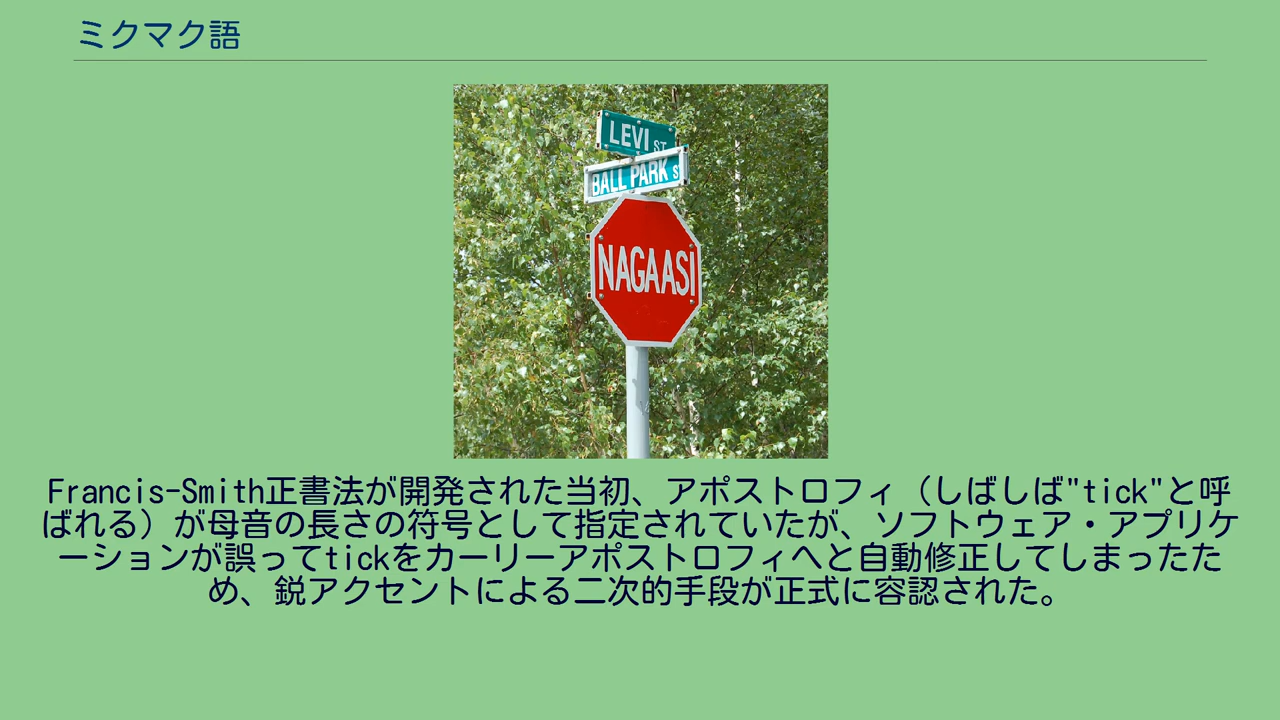 ミクマク語
LEVI ST
BALL PARK S
NAGAASI
Francis-Smith正書法が開発された当初、アポストロフィ（しばしば"tick"と呼
ばれる）が母音の長さの符号として指定されていたが、ソフトウェア・アプリケ
ーションが誤ってtickをカーリーアポストロフィへと自動修正してしまったた
め、鋭アクセントによる二次的手段が正式に容認された。